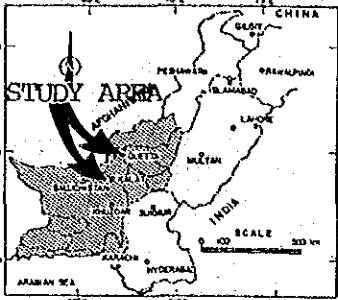 CHINA
GILGIT
PESHAWAR
RAWALPINDI
ISLAMABAD
STUDY AREA
AFGHANI
LAHORE
QUETTA
MULTAN
KALAT
BALUCHISTAN
KHUZDAR
SUKKUR
INDIA
SCALE
0 100 300 km
KARACHI
HYDERABAD
ARABIAN SEA